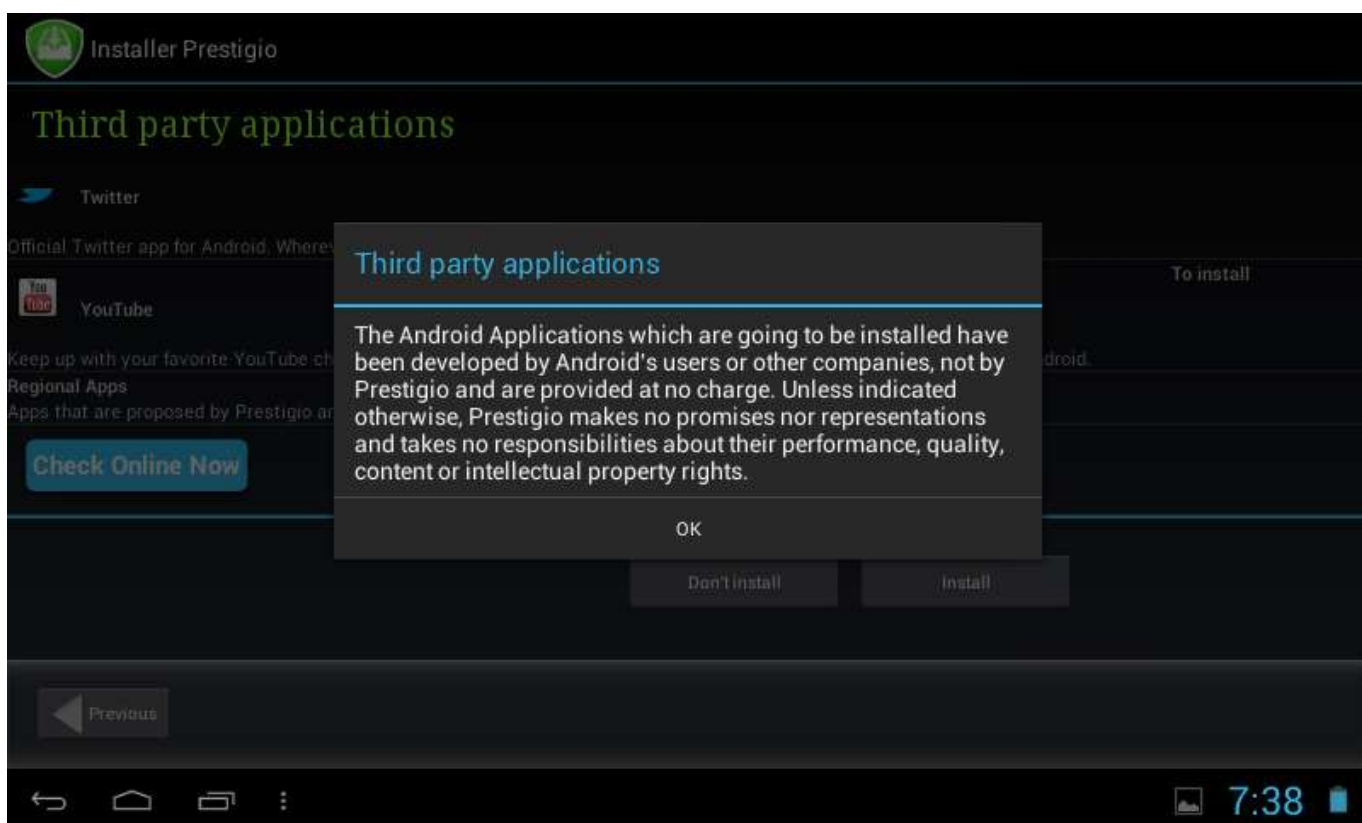 Installer Prestigio
Third party applications
Twitter
Official Twitter app for Android.
To install
You
Tube
YouTube
Keep up with your favorite YouTube
Regional Apps
Apps that are proposed by Prestigio
Check Online Now
Third party applications
The Android Applications which are going to be installed have
been developed by Android's users or other companies, not by
Prestigio and are provided at no charge. Unless indicated
otherwise, Prestigio makes no promises nor representations
and takes no responsibilities about their performance, quality,
content or intellectual property rights.
OK
Don't install
Install
Previous
7:38